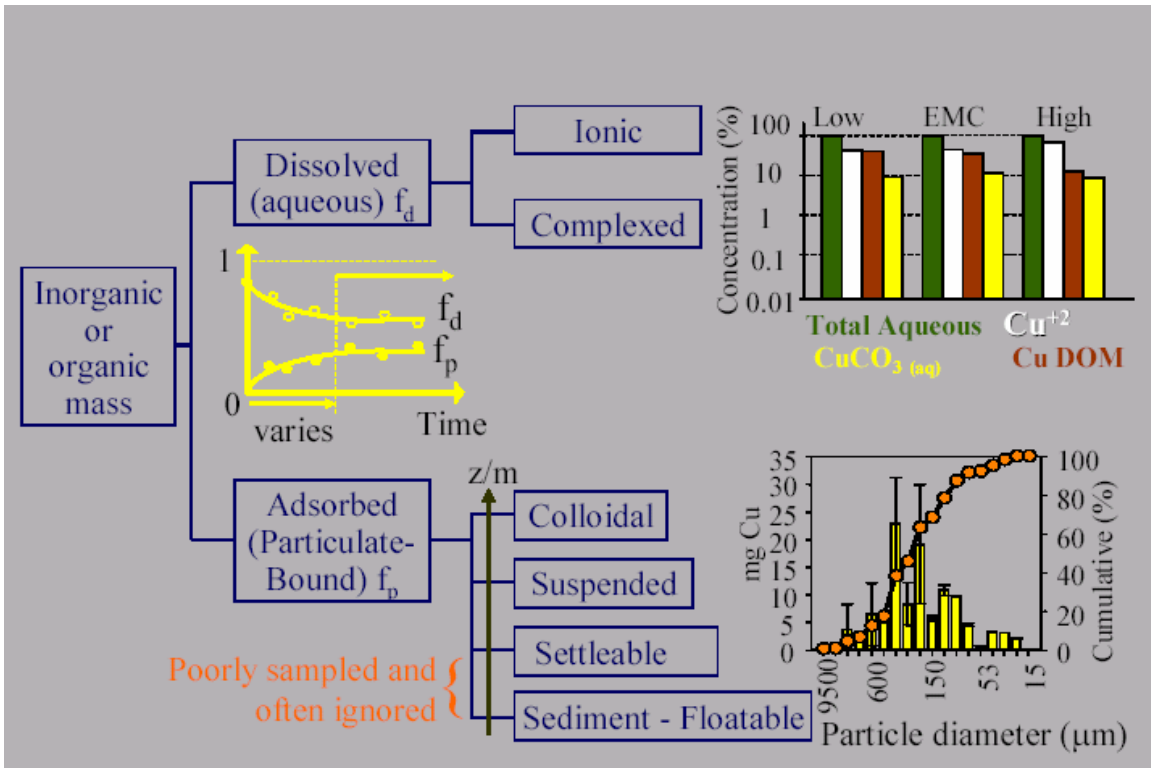 Inorganic
or
organic
mass
Dissolved
(aqueous) f_d
Ionic
Complexed
1
f_d
f_p
0
varies
Time
Adsorbed
(Particulate-
Bound) f_p
z/m
Colloidal
Suspended
Settleable
Sediment - Floatable
Poorly sampled and
often ignored
Low EMC High
Concentration (%)
100
10
1
0.1
0.01
Total Aqueous Cu+2
CuCO3 (aq) Cu DOM
mg Cu
35
30
25
20
15
10
5
0
100
80
60
40
20
0
Cumulative (%)
9500 600 150 53 15
Particle diameter (μm)